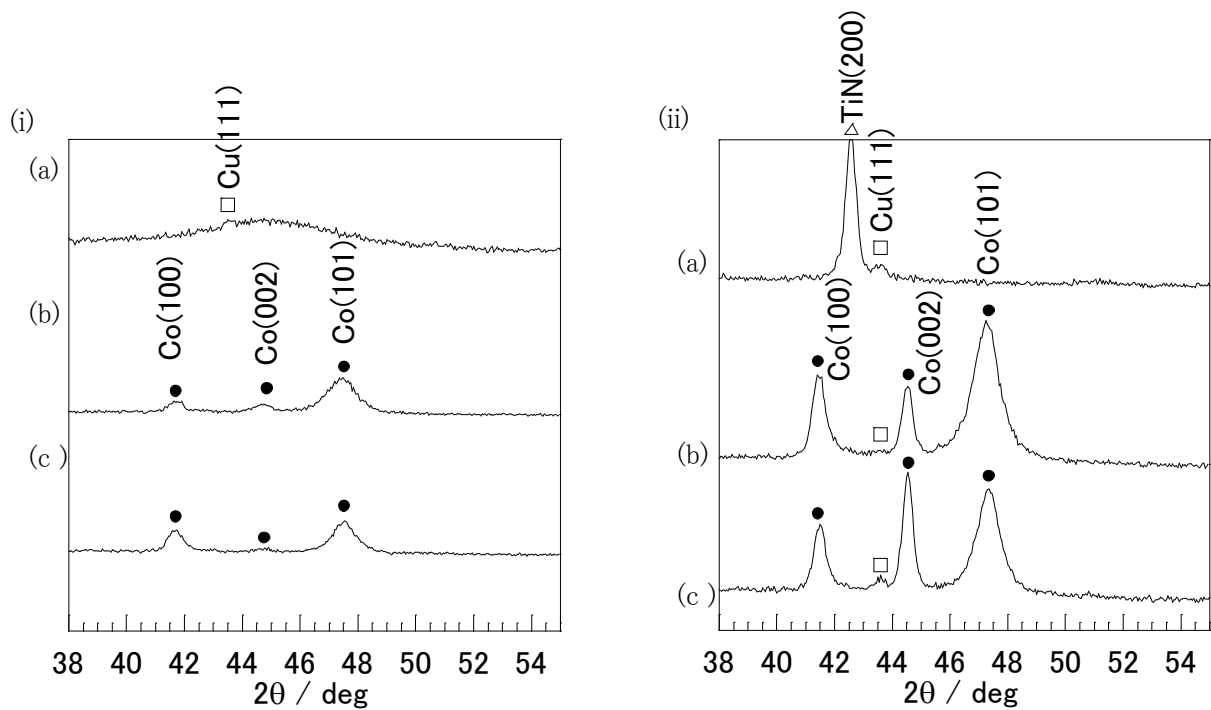 (i)
(a)
Cu(111)
(b)
Co(100)
Co(002)
Co(101)
(c )
38 40 42 44 46 48 50 52 54
2θ / deg
(ii)
TiN(200)
Cu(111)
Co(101)
(a)
Co(100)
Co(002)
(b)
(c )
38 40 42 44 46 48 50 52 54
2θ / deg